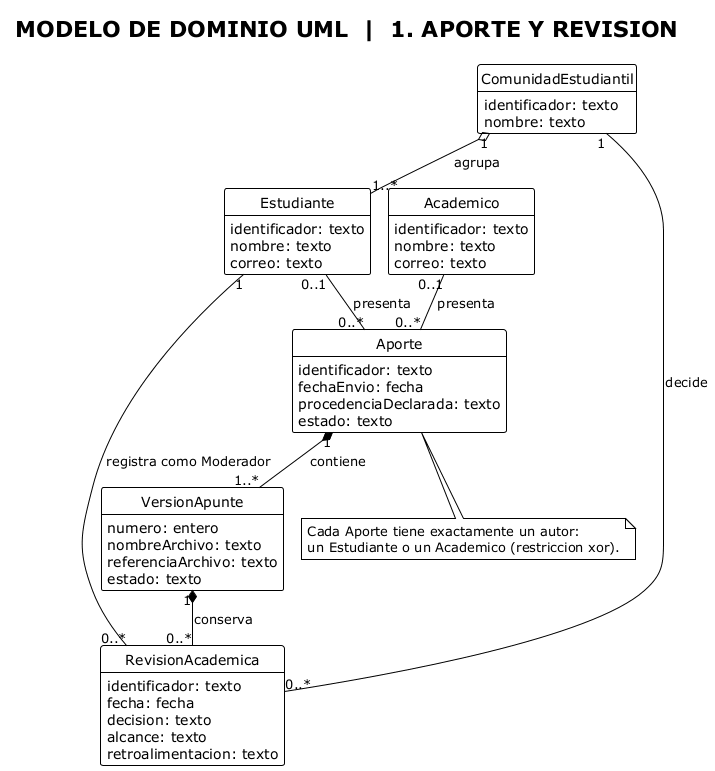 MODELO DE DOMINIO UML | 1. APORTE Y REVISION
ComunidadEstudiantil
identificador: texto
nombre: texto
1
1
agrupa
1..*
Estudiante
identificador: texto
nombre: texto
correo: texto
Academico
identificador: texto
nombre: texto
correo: texto
1
0..1
0..1
presenta
presenta
0..*
0..*
Aporte
identificador: texto
fechaEnvio: fecha
procedenciaDeclarada: texto
estado: texto
decide
1
registra como Moderador
contiene
1..*
VersionApunte
numero: entero
nombreArchivo: texto
referenciaArchivo: texto
estado: texto
Cada Aporte tiene exactamente un autor:
un Estudiante o un Academico (restriccion xor).
1
conserva
0..*
0..*
RevisionAcademica
identificador: texto
fecha: fecha
decision: texto
alcance: texto
retroalimentacion: texto
0..*